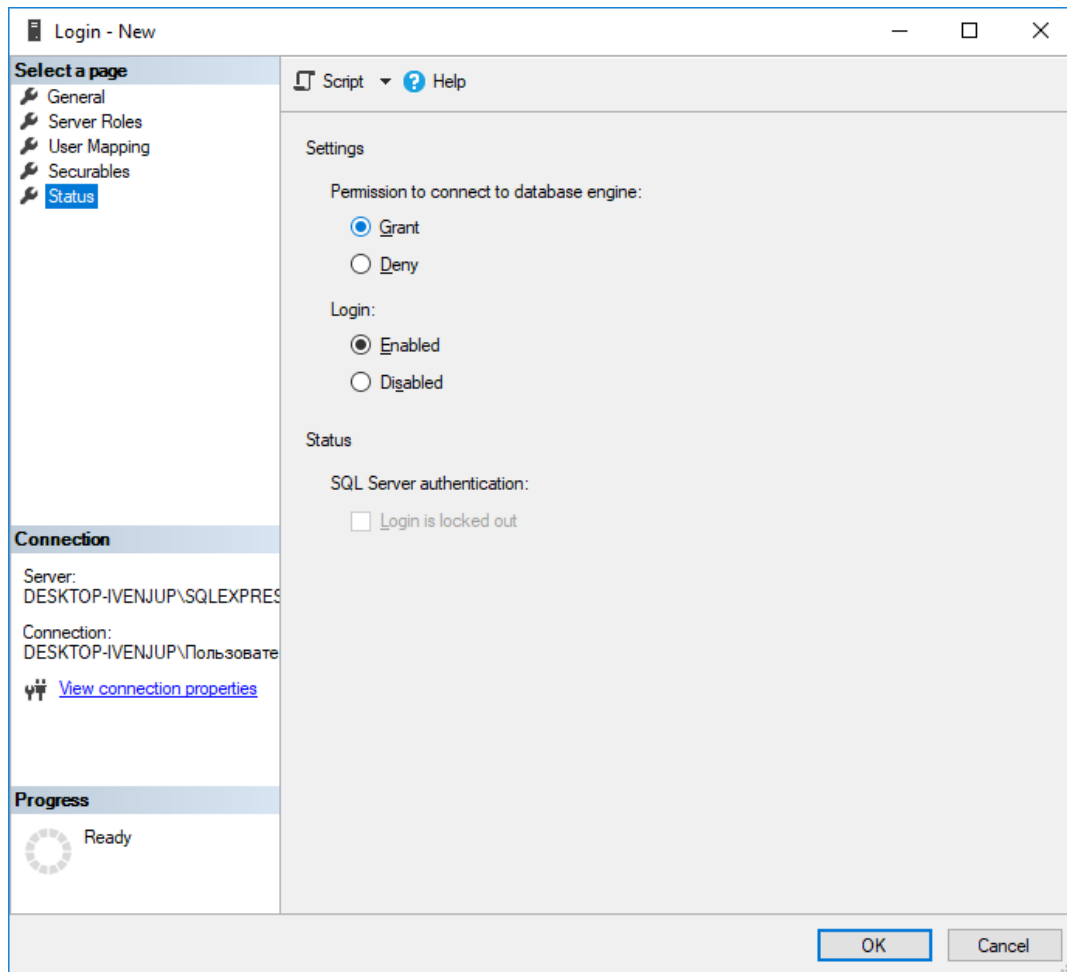 Login - New
Select a page
General
Server Roles
User Mapping
Securables
Status
Script Help
Settings
Permission to connect to database engine:
Grant
Deny
Login:
Enabled
Disabled
Status
SQL Server authentication:
Login is locked out
Connection
Server:
DESKTOP-IVENJUP\SQLEXPRES
Connection:
DESKTOP-IVENJUP\Пользовате
View connection properties
Progress
Ready
OK Cancel